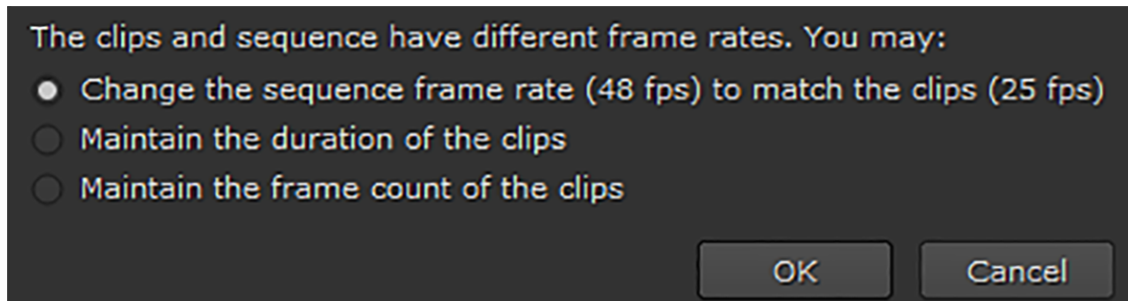 The clips and sequence have different frame rates. You may:
Change the sequence frame rate (48 fps) to match the clips (25 fps)
Maintain the duration of the clips
Maintain the frame count of the clips
OK Cancel